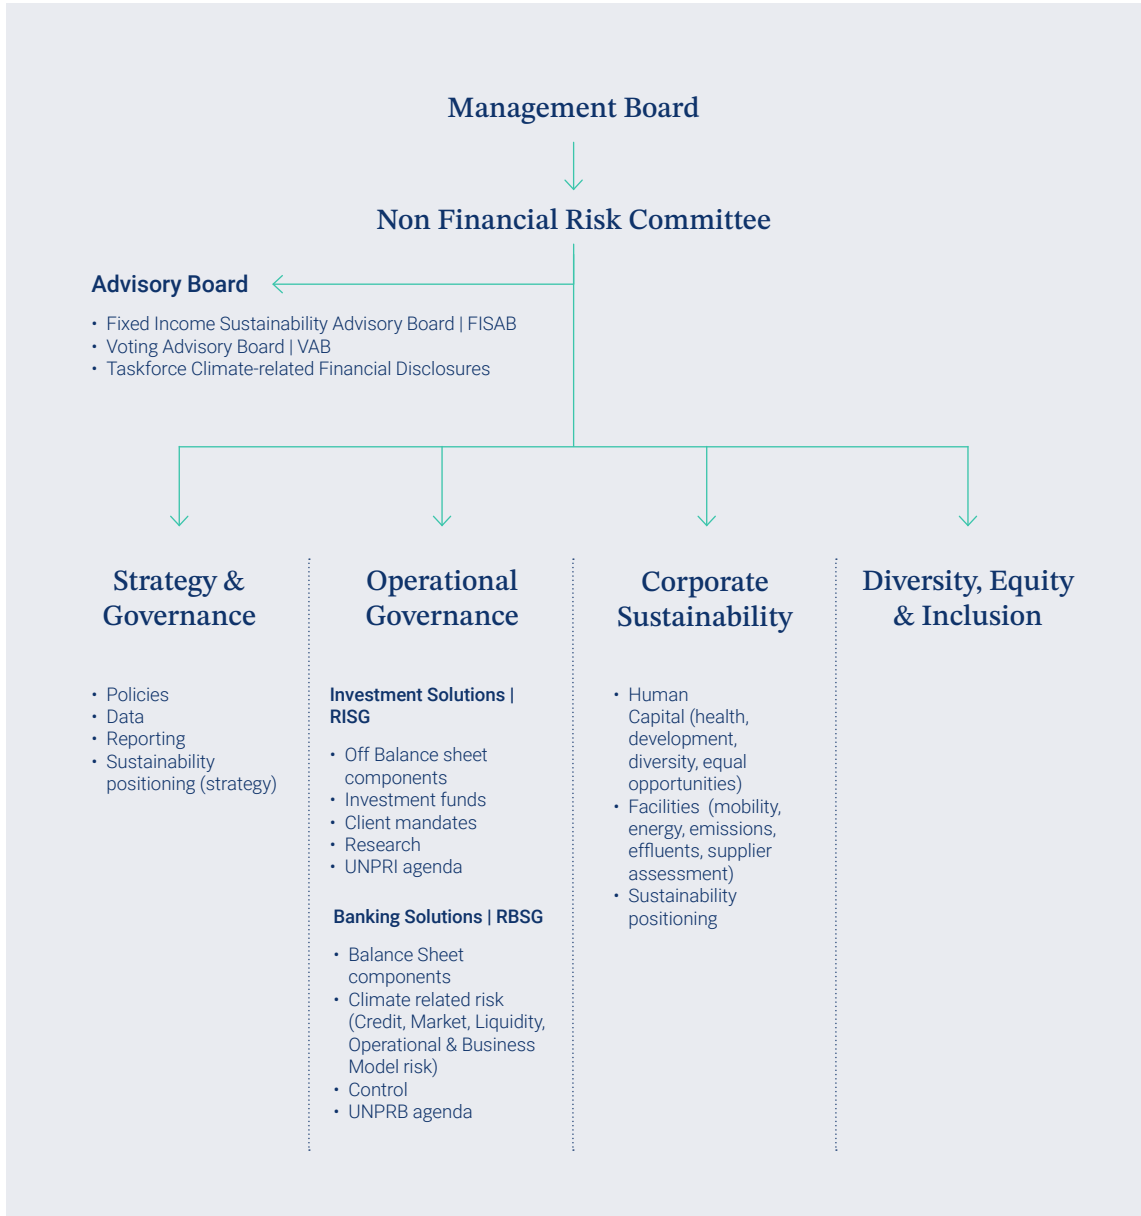 Management Board
Non Financial Risk Committee
Advisory Board
• Fixed Income Sustainability Advisory Board | FISAB
• Voting Advisory Board | VAB
• Taskforce Climate-related Financial Disclosures
Strategy &
Governance
• Policies
• Data
• Reporting
• Sustainability
positioning (strategy)
Operational
Governance
Investment Solutions |
RISG
• Off Balance sheet
components
• Investment funds
• Client mandates
• Research
• UNPRI agenda
Banking Solutions | RBSG
• Balance Sheet
components
• Climate related risk
(Credit, Market, Liquidity,
Operational & Business
Model risk)
• Control
• UNPRB agenda
Corporate
Sustainability
• Human
Capital (health,
development,
diversity, equal
opportunities)
• Facilities (mobility,
energy, emissions,
effluents, supplier
assessment)
• Sustainability
positioning
Diversity, Equity
& Inclusion